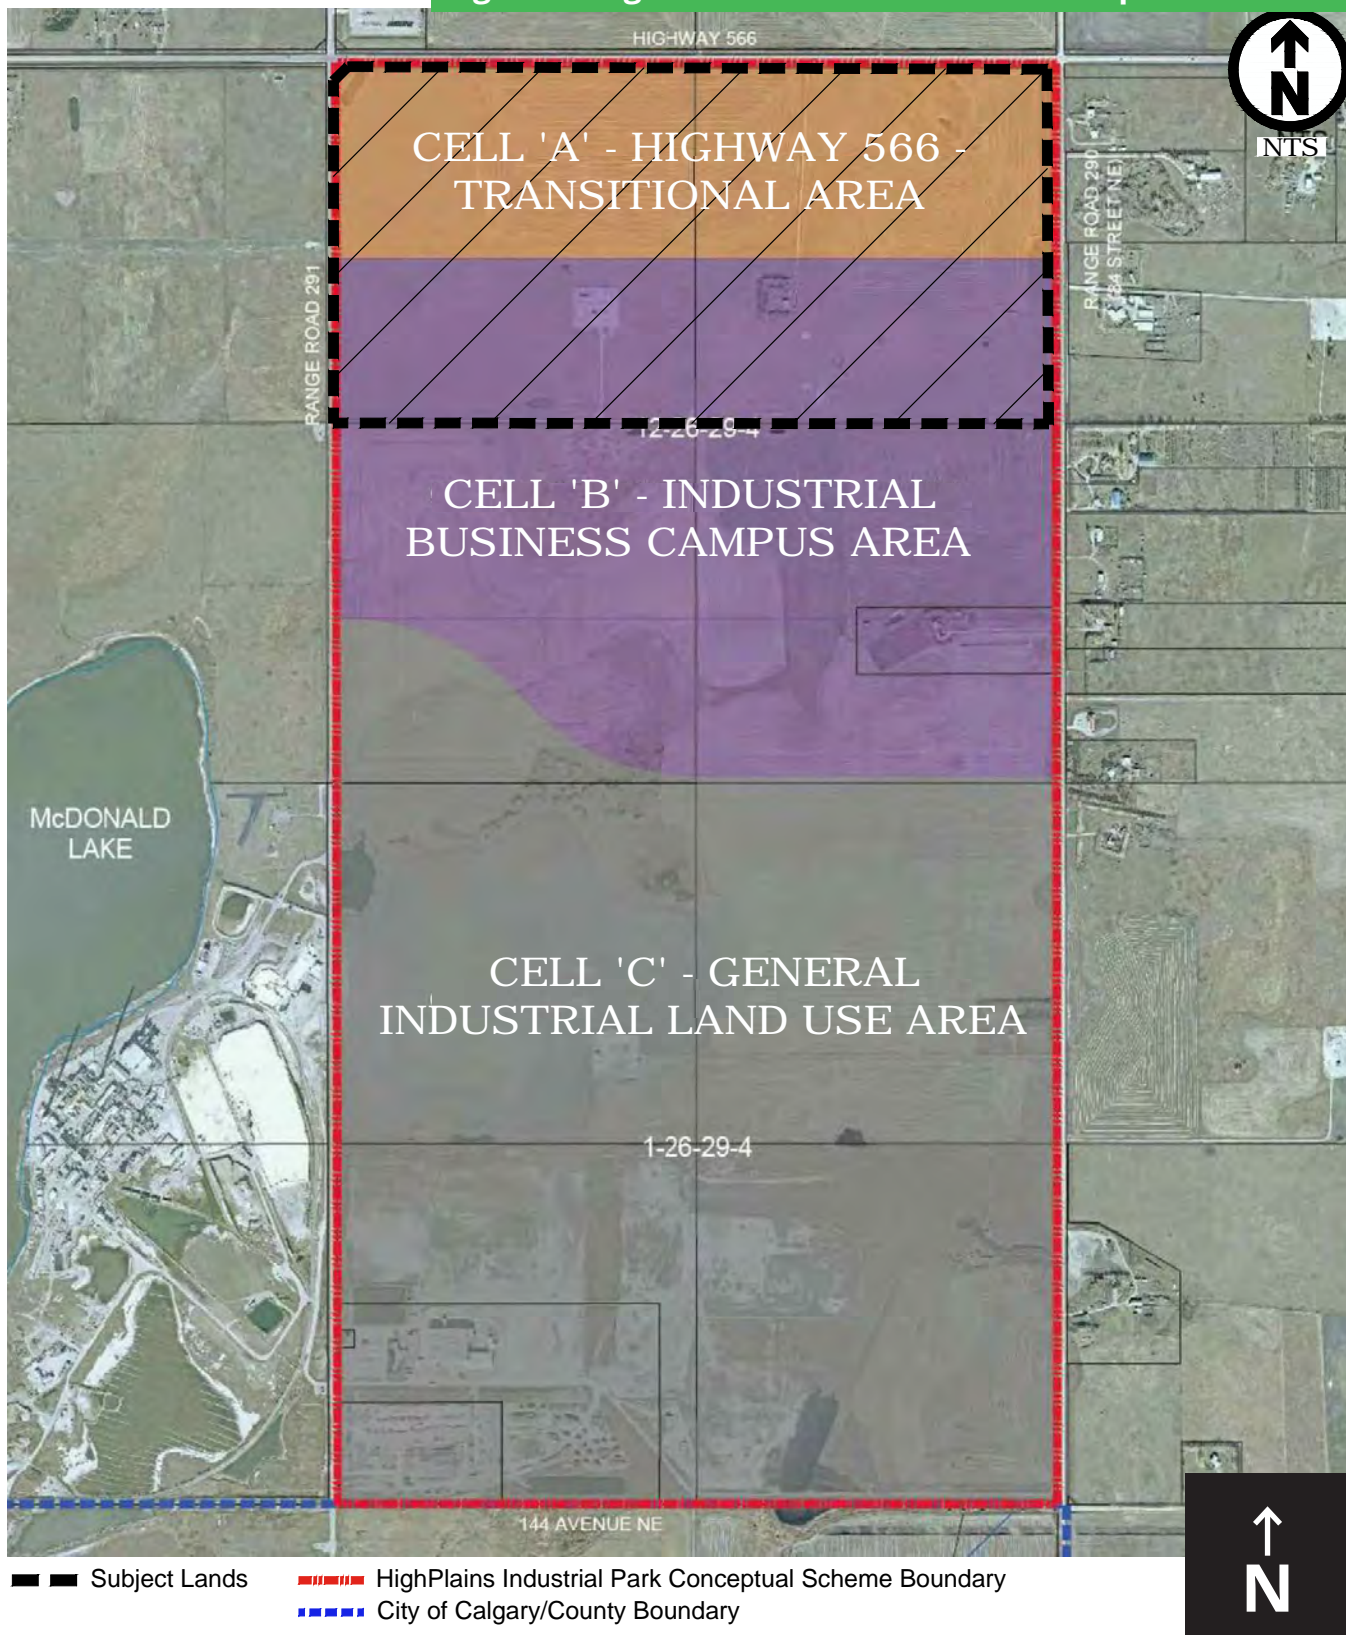 HIGHWAY 566
N
NTS
CELL 'A' - HIGHWAY 566 -
TRANSITIONAL AREA
RANGE ROAD 291
RANGE ROAD 290
(84 STREET NE)
12-26-29-4
CELL 'B' - INDUSTRIAL
BUSINESS CAMPUS AREA
McDONALD
LAKE
CELL 'C' - GENERAL
INDUSTRIAL LAND USE AREA
1-26-29-4
144 AVENUE NE
N
Subject Lands
HighPlains Industrial Park Conceptual Scheme Boundary
City of Calgary/County Boundary